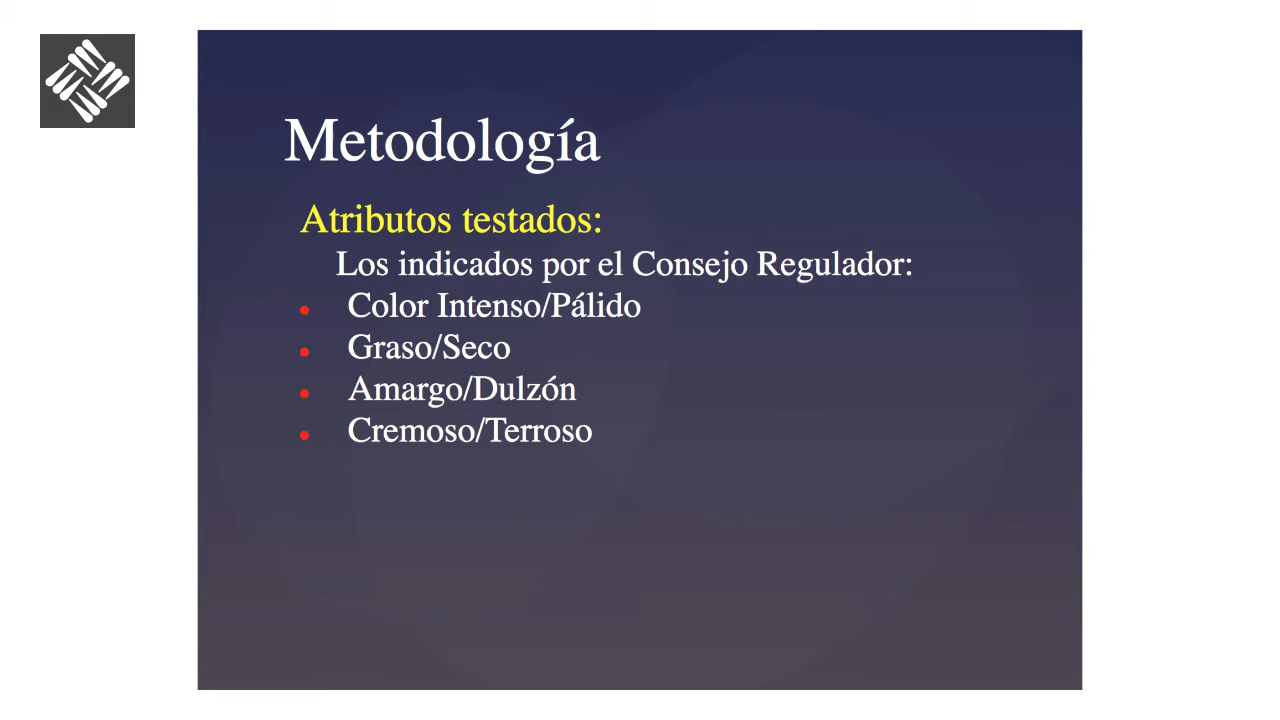 Metodología
Atributos testados:
Los indicados por el Consejo Regulador:
Color Intenso/Pálido
Graso/Seco
Amargo/Dulzón
Cremoso/Terroso